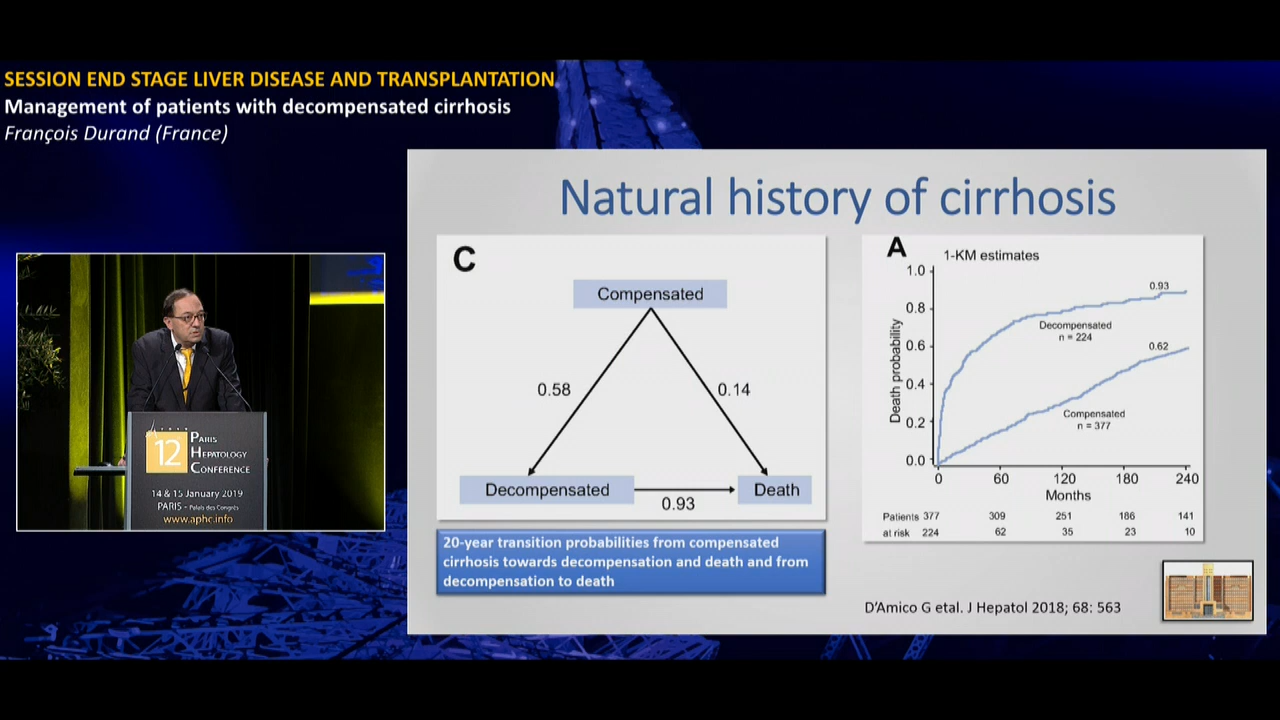 SESSION END STAGE LIVER DISEASE AND TRANSPLANTATION
Management of patients with decompensated cirrhosis
François Durand (France)
12
PARIS
HEPATOLOGY
CONFERENCE
14 & 15 January 2019
PARIS - Palais des Congrès
www.aphc.info
Natural history of cirrhosis
C
Compensated
0.58
0.14
Decompensated
0.93
Death
20-year transition probabilities from compensated
cirrhosis towards decompensation and death and from
decompensation to death
A
1-KM estimates
Death probability
1.0
0.8
0.6
0.4
0.2
0.0
0.93
Decompensated
n = 224
0.62
Compensated
n = 377
0 60 120 180 240
Months
Patients 377 309 251 186 141
at risk 224 62 35 23 10
D'Amico G etal. J Hepatol 2018; 68: 563